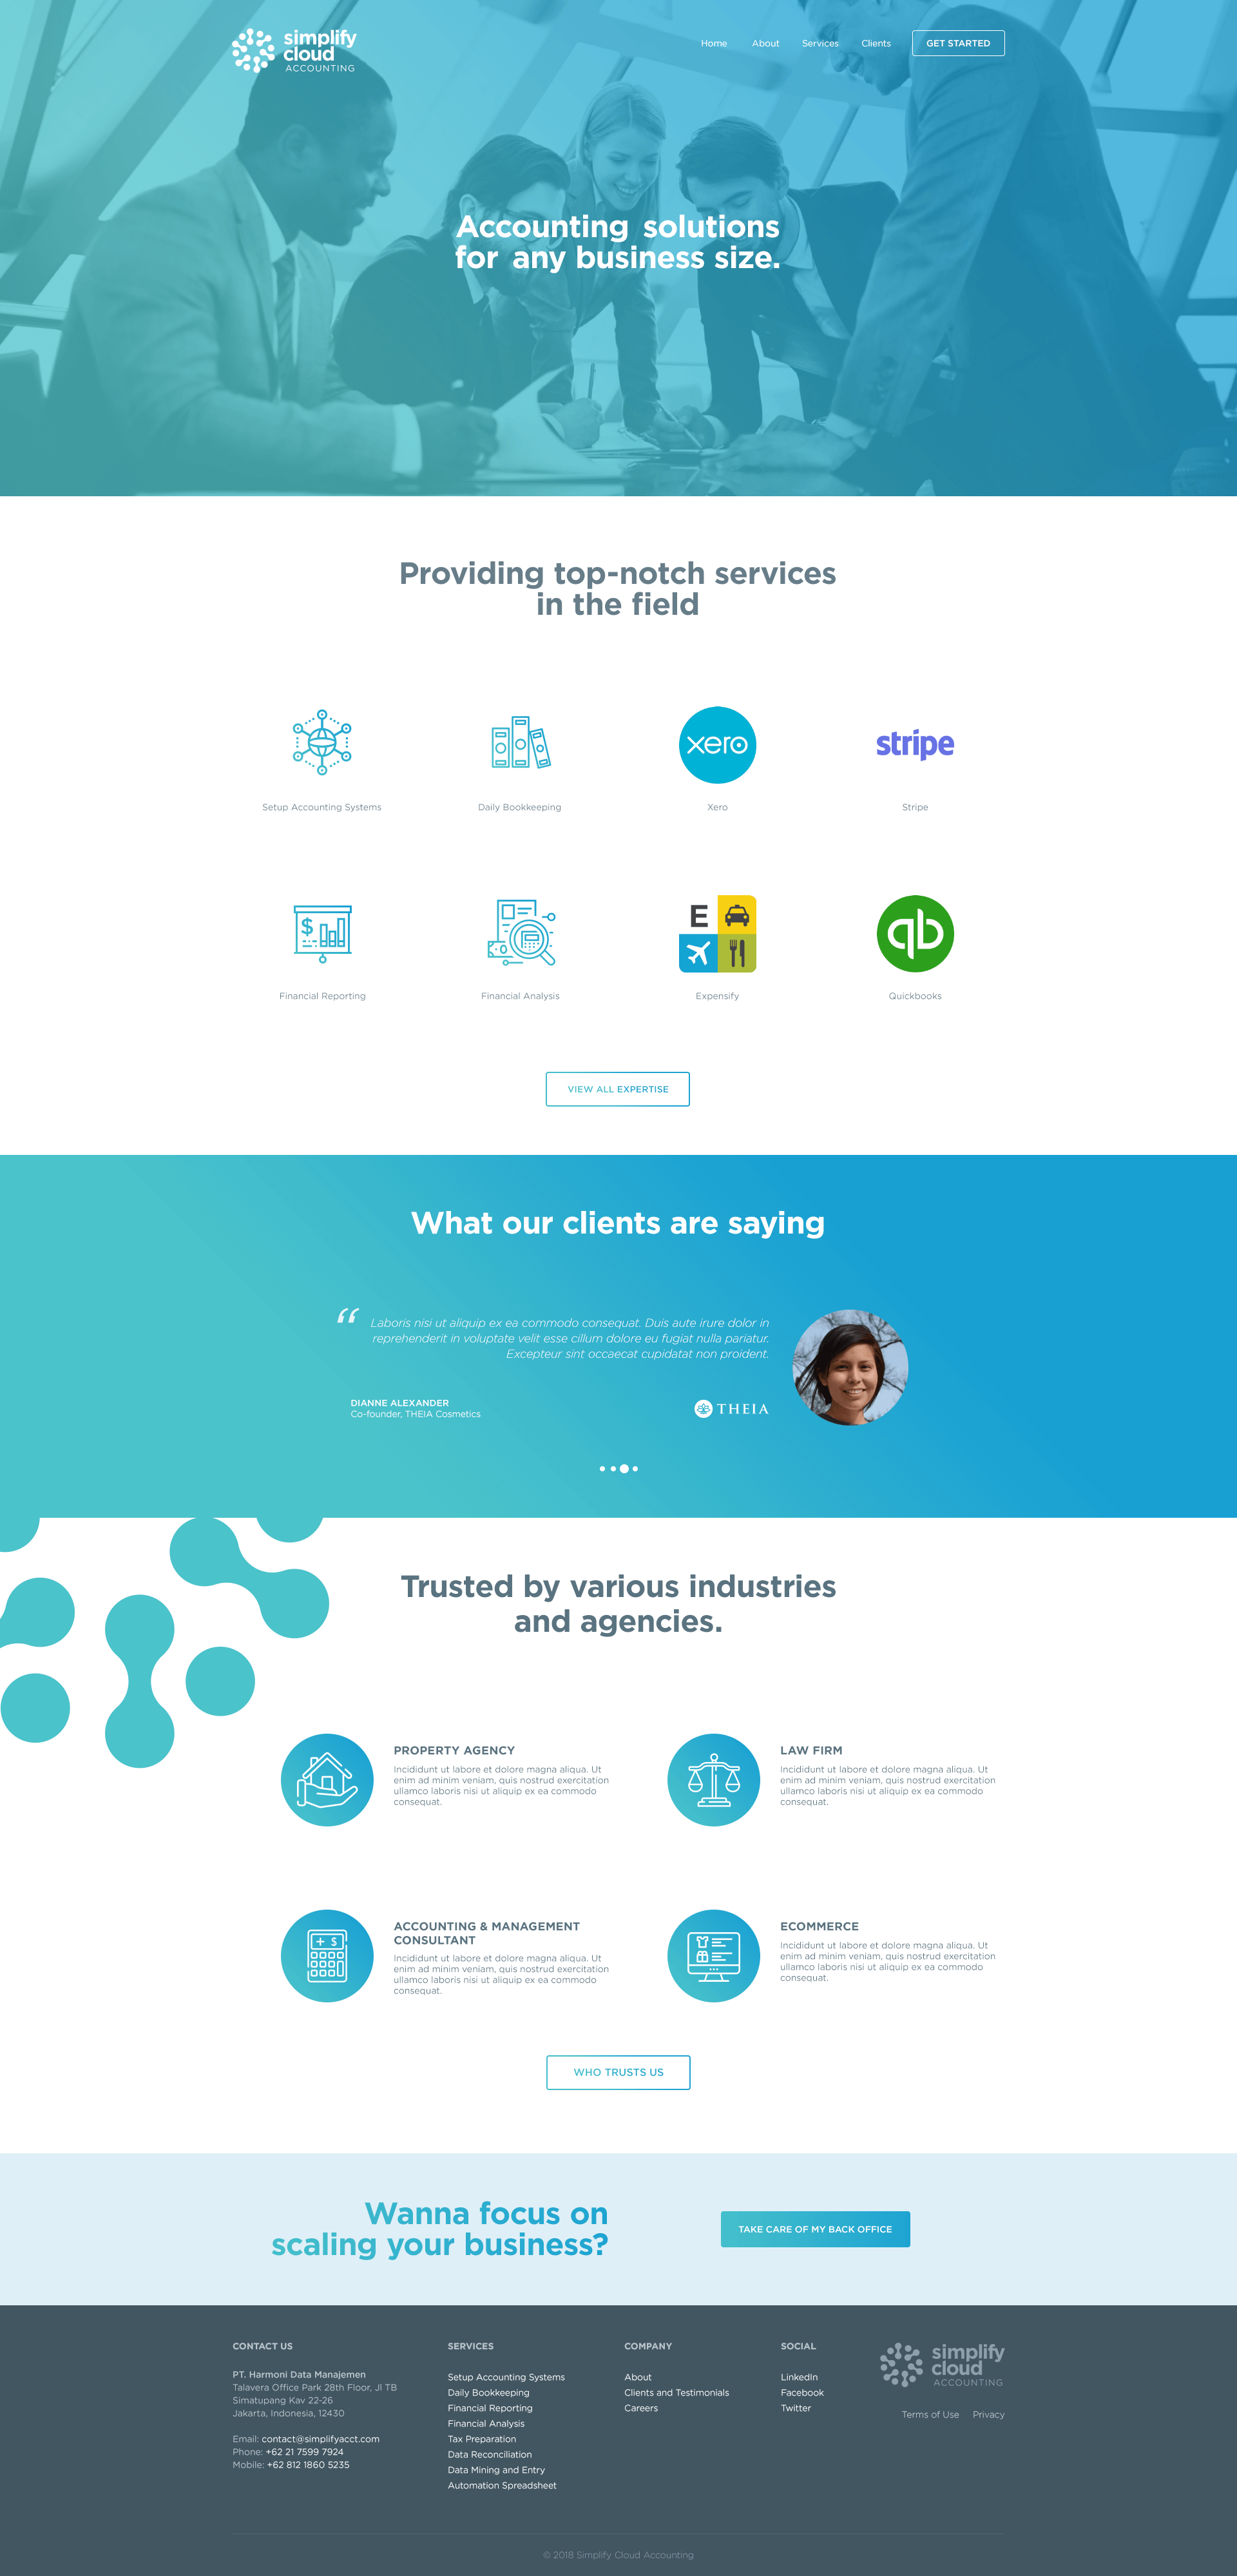 simplify
cloud
ACCOUNTING
Home About Services Clients GET STARTED
Accounting solutions
for any business size.
Providing top-notch services
in the field
xero
stripe
Setup Accounting Systems
Daily Bookkeeping
Xero
Stripe
$
E
qb
Financial Reporting
Financial Analysis
Expensify
Quickbooks
VIEW ALL EXPERTISE
What our clients are saying
“
Laboris nisi ut aliquip ex ea commodo consequat. Duis aute irure dolor in
reprehenderit in voluptate velit esse cillum dolore eu fugiat nulla pariatur.
Excepteur sint occaecat cupidatat non proident.
DIANNE ALEXANDER
Co-founder, THEIA Cosmetics
THEIA
Trusted by various industries
and agencies.
PROPERTY AGENCY
Incididunt ut labore et dolore magna aliqua. Ut
enim ad minim veniam, quis nostrud exercitation
ullamco laboris nisi ut aliquip ex ea commodo
consequat.
LAW FIRM
Incididunt ut labore et dolore magna aliqua. Ut
enim ad minim veniam, quis nostrud exercitation
ullamco laboris nisi ut aliquip ex ea commodo
consequat.
+ $
ACCOUNTING & MANAGEMENT
CONSULTANT
Incididunt ut labore et dolore magna aliqua. Ut
enim ad minim veniam, quis nostrud exercitation
ullamco laboris nisi ut aliquip ex ea commodo
consequat.
ECOMMERCE
Incididunt ut labore et dolore magna aliqua. Ut
enim ad minim veniam, quis nostrud exercitation
ullamco laboris nisi ut aliquip ex ea commodo
consequat.
WHO TRUSTS US
Wanna focus on
scaling your business?
TAKE CARE OF MY BACK OFFICE
CONTACT US
PT. Harmoni Data Manajemen
Talavera Office Park 28th Floor, Jl TB
Simatupang Kav 22-26
Jakarta, Indonesia, 12430
Email: contact@simplifyacct.com
Phone: +62 21 7599 7924
Mobile: +62 812 1860 5235
SERVICES
Setup Accounting Systems
Daily Bookkeeping
Financial Reporting
Financial Analysis
Tax Preparation
Data Reconciliation
Data Mining and Entry
Automation Spreadsheet
COMPANY
About
Clients and Testimonials
Careers
SOCIAL
LinkedIn
Facebook
Twitter
simplify
cloud
ACCOUNTING
Terms of Use Privacy
© 2018 Simplify Cloud Accounting